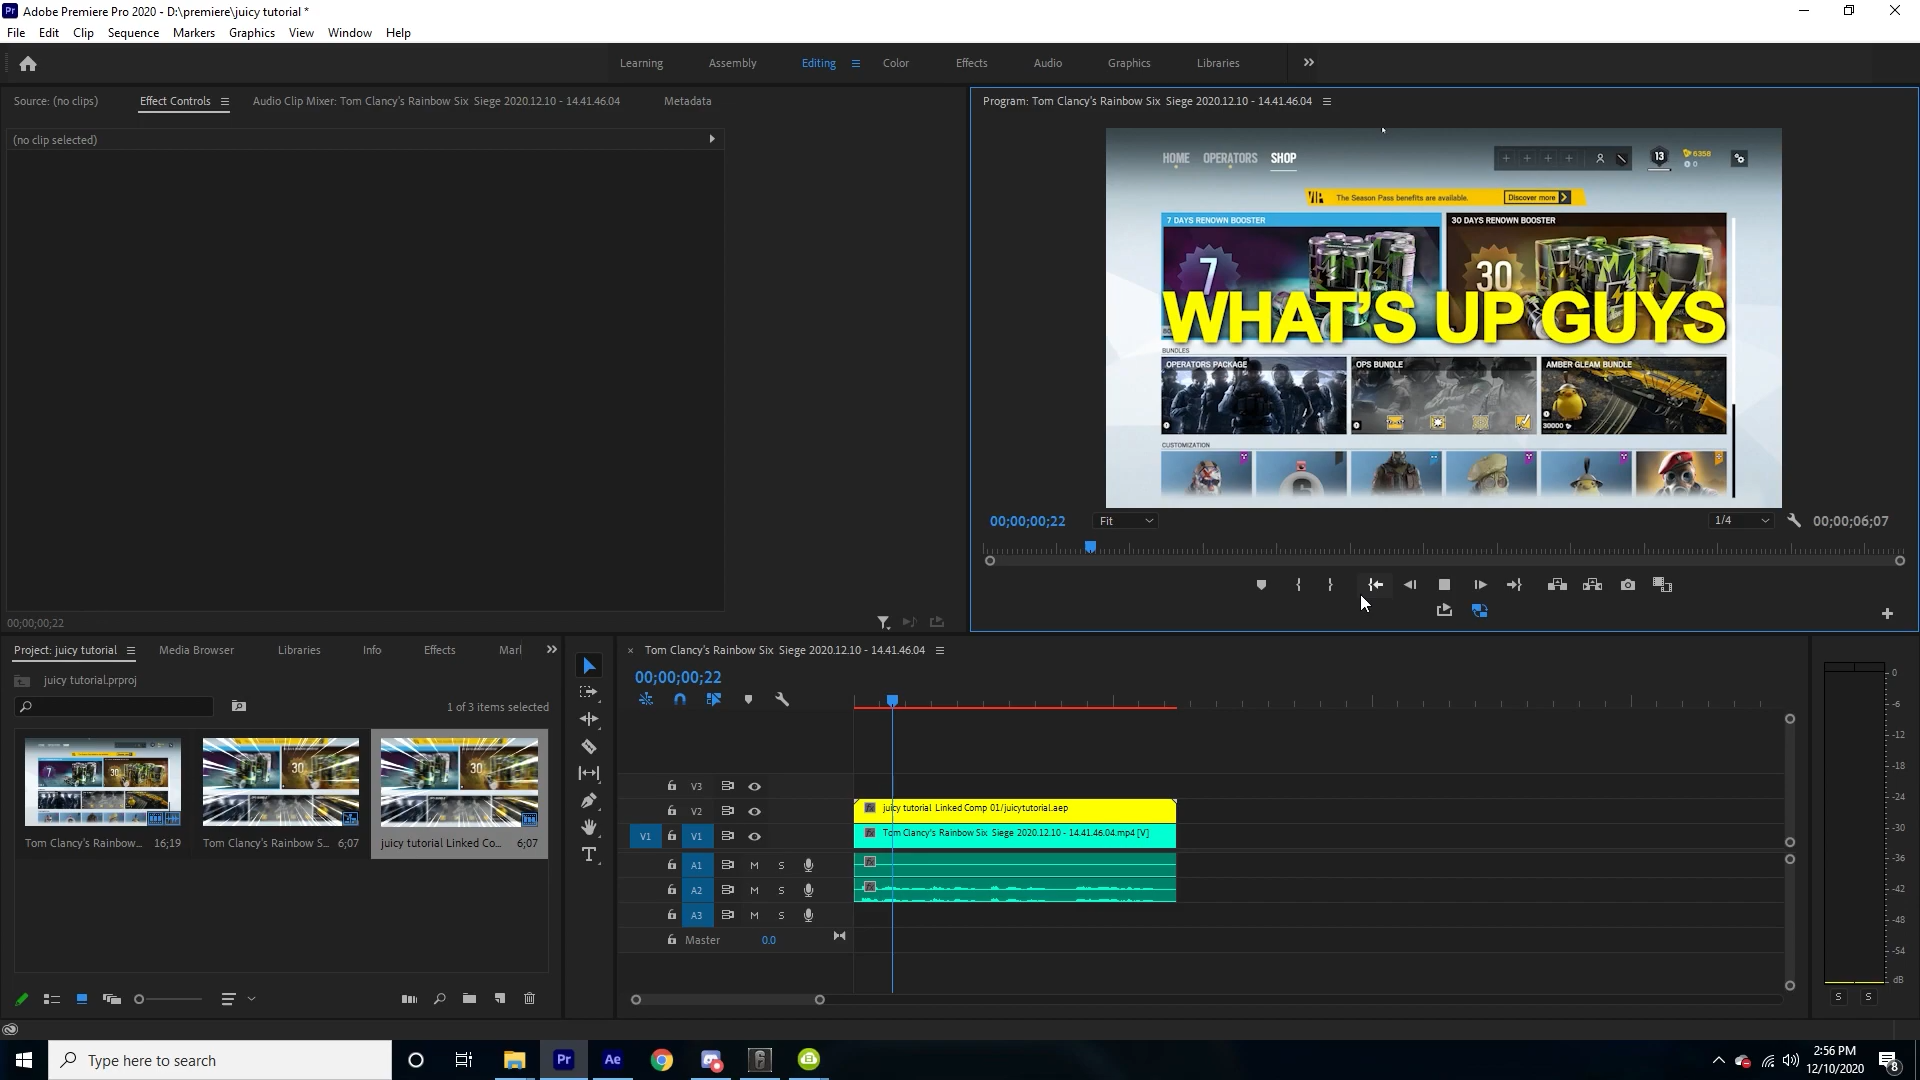 Pr Adobe Premiere Pro 2020 - D:\premiere\juicy tutorial *
File Edit Clip Sequence Markers Graphics View Window Help
Learning Assembly Editing Color Effects Audio Graphics Libraries
Source: (no clips) Effect Controls Audio Clip Mixer: Tom Clancy's Rainbow Six Siege 2020.12.10 - 14.41.46.04 Metadata
(no clip selected)
00;00;00;22
Program: Tom Clancy's Rainbow Six Siege 2020.12.10 - 14.41.46.04
HOME OPERATORS SHOP
13 6358
0
VIP The Season Pass benefits are available. Discover more
7 DAYS RENOWN BOOSTER 30 DAYS RENOWN BOOSTER
7 30
WHAT'S UP GUYS
BUNDLES
OPERATORS PACKAGE OPS BUNDLE AMBER GLEAM BUNDLE
30000
CUSTOMIZATION
00;00;00;22 Fit 1/4 00;00;06;07
Project: juicy tutorial Media Browser Libraries Info Effects Marl
juicy tutorial.prproj
1 of 3 items selected
30 30
Tom Clancy's Rainbow... 16;19 Tom Clancy's Rainbow S... 6;07 juicy tutorial Linked Co... 6;07
Tom Clancy's Rainbow Six Siege 2020.12.10 - 14.41.46.04
00;00;00;22
V3
V2 juicy tutorial Linked Comp 01/juicytutorial.aep
V1 V1 Tom Clancy's Rainbow Six Siege 2020.12.10 - 14.41.46.04.mp4 [V]
A1 M S
A2 M S
A3 M S
Master 0.0
0
-6
-12
-18
-24
-30
-36
-42
-48
-54
dB
S S
Type here to search
Pr Ae
2:56 PM
12/10/2020
8